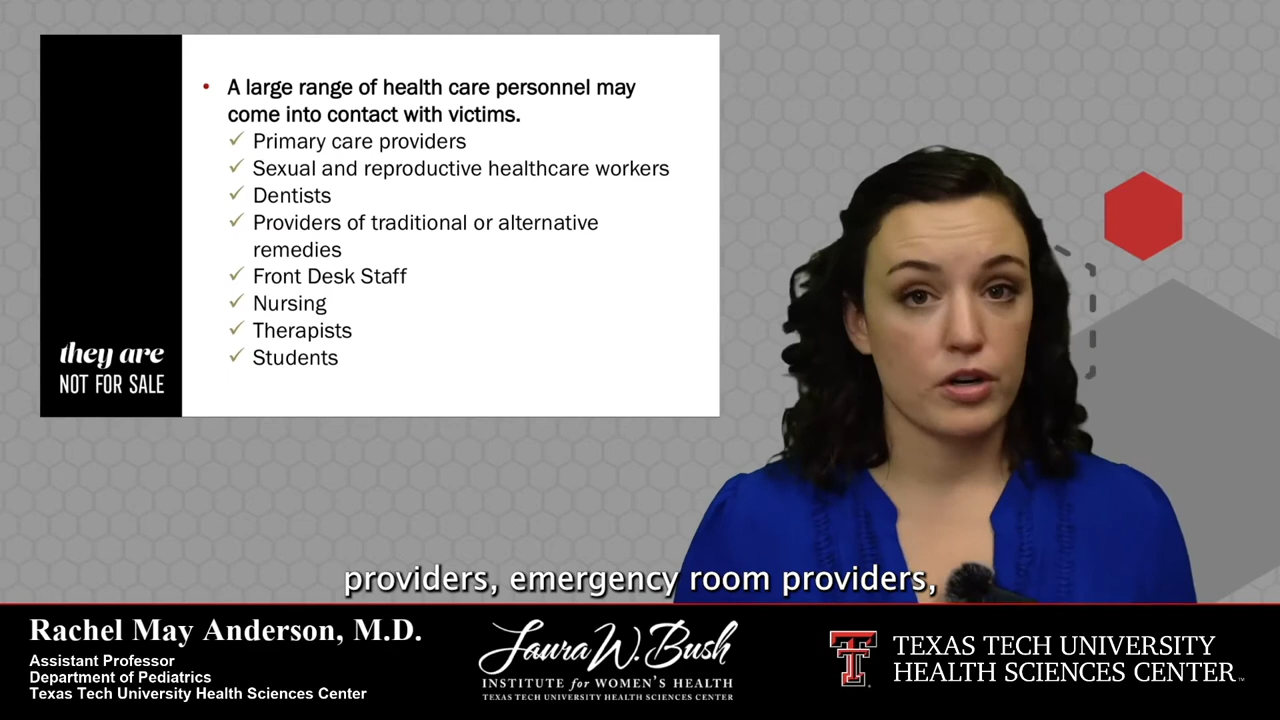 • A large range of health care personnel may
come into contact with victims.
✓ Primary care providers
✓ Sexual and reproductive healthcare workers
✓ Dentists
✓ Providers of traditional or alternative
remedies
✓ Front Desk Staff
✓ Nursing
✓ Therapists
✓ Students
they are
NOT FOR SALE
providers, emergency room providers,
Rachel May Anderson, M.D.
Assistant Professor
Department of Pediatrics
Texas Tech University Health Sciences Center
Laura W. Bush
INSTITUTE for WOMEN'S HEALTH
TEXAS TECH UNIVERSITY HEALTH SCIENCES CENTER
TEXAS TECH UNIVERSITY
HEALTH SCIENCES CENTER™